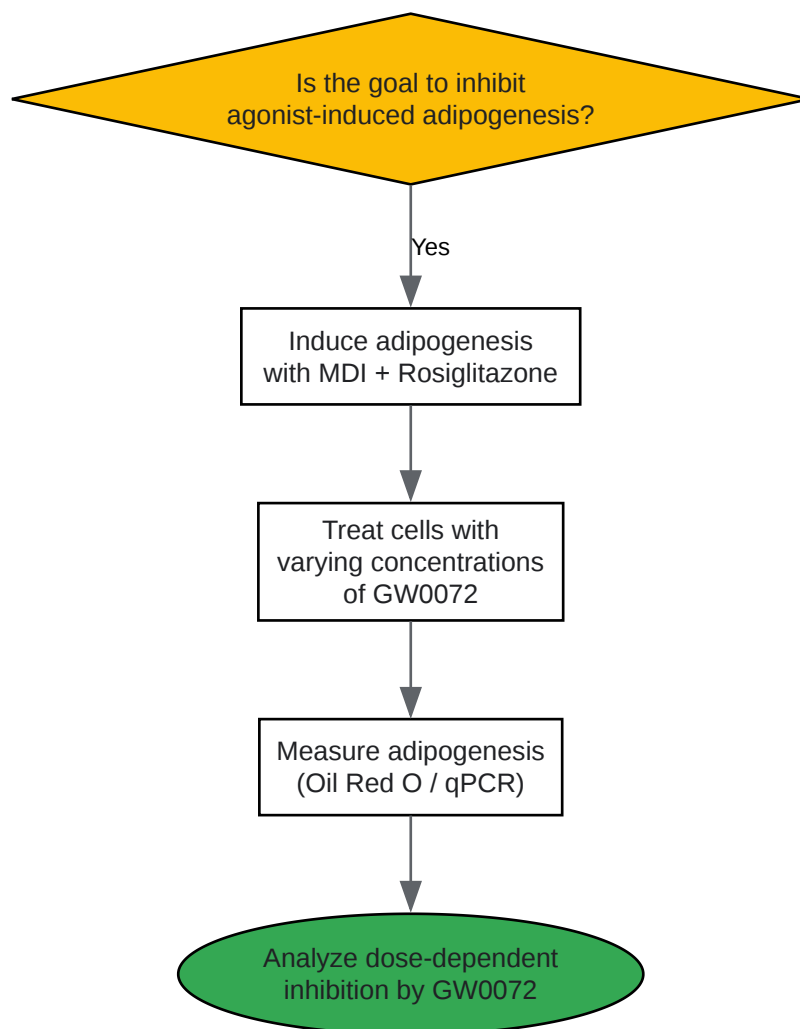 Is the goal to inhibit
agonist-induced adipogenesis?
Yes
Induce adipogenesis
with MDI + Rosiglitazone
Treat cells with
varying concentrations
of GW0072
Measure adipogenesis
(Oil Red O / qPCR)
Analyze dose-dependent
inhibition by GW0072